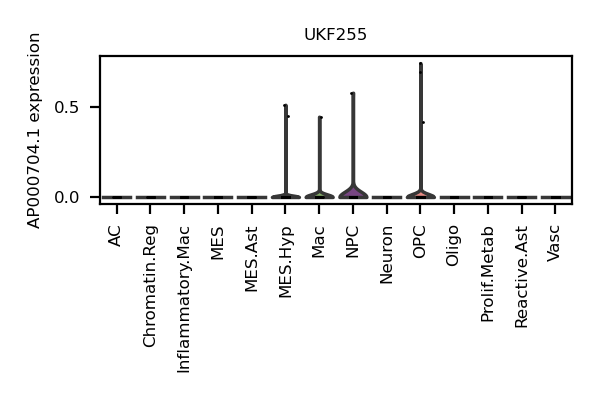 UKF255
AP000704.1 expression
0.5
0.0
AC
Chromatin.Reg
Inflammatory.Mac
MES
MES.Ast
MES.Hyp
Mac
NPC
Neuron
OPC
Oligo
Prolif.Metab
Reactive.Ast
Vasc